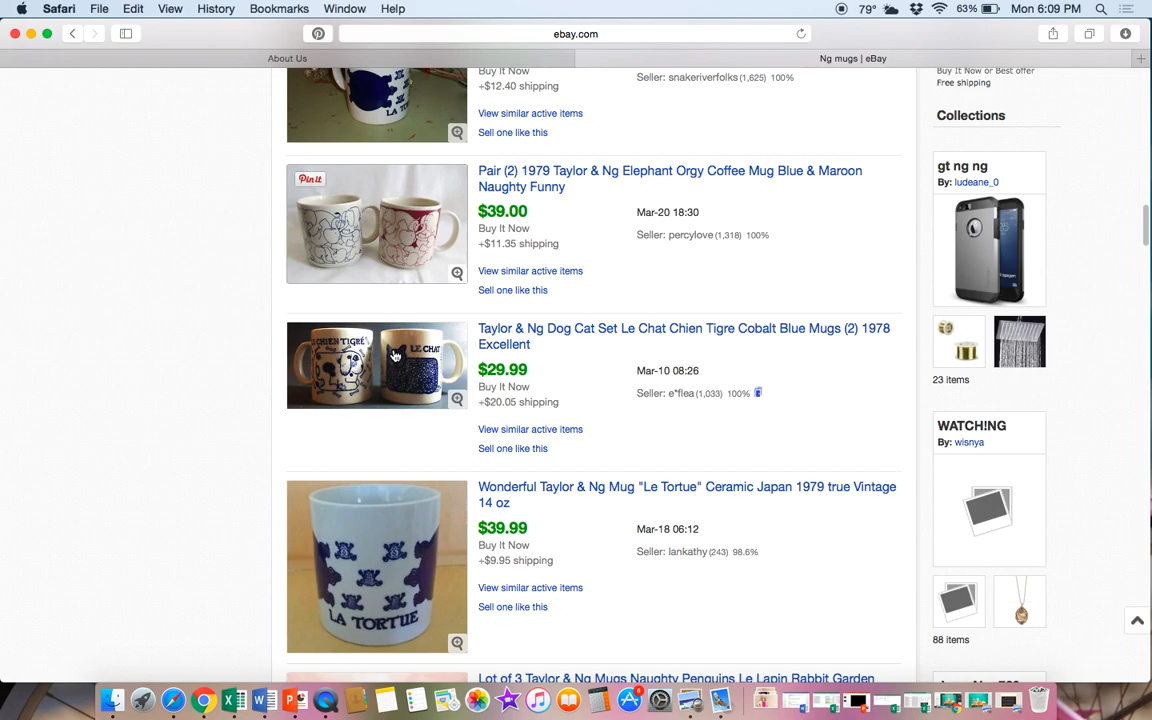 Safari File Edit View History Bookmarks Window Help 79° 63% Mon 6:09 PM
ebay.com
About Us Ng mugs | eBay
Buy It Now
+$12.40 shipping
Seller: snakeriverfolks (1,625) 100%
View similar active items
Sell one like this
LA TO
Pin it
Pair (2) 1979 Taylor & Ng Elephant Orgy Coffee Mug Blue & Maroon
Naughty Funny
$39.00
Buy It Now
+$11.35 shipping
Mar-20 18:30
Seller: percylove (1,318) 100%
View similar active items
Sell one like this
CHIEN TIGRÉ
LE CHAT
Taylor & Ng Dog Cat Set Le Chat Chien Tigre Cobalt Blue Mugs (2) 1978
Excellent
$29.99
Buy It Now
+$20.05 shipping
Mar-10 08:26
Seller: e*flea (1,033) 100%
View similar active items
Sell one like this
LA TORTUE
Wonderful Taylor & Ng Mug "Le Tortue" Ceramic Japan 1979 true Vintage
14 oz
$39.99
Buy It Now
+$9.95 shipping
Mar-18 06:12
Seller: lankathy (243) 98.6%
View similar active items
Sell one like this
Lot of 3 Taylor & Ng Mugs Naughty Penguins Le Lapin Rabbit Garden
Buy It Now or Best offer
Free shipping
Collections
gt ng ng
By: ludeane_0
23 items
WATCH!NG
By: wisnya
88 items